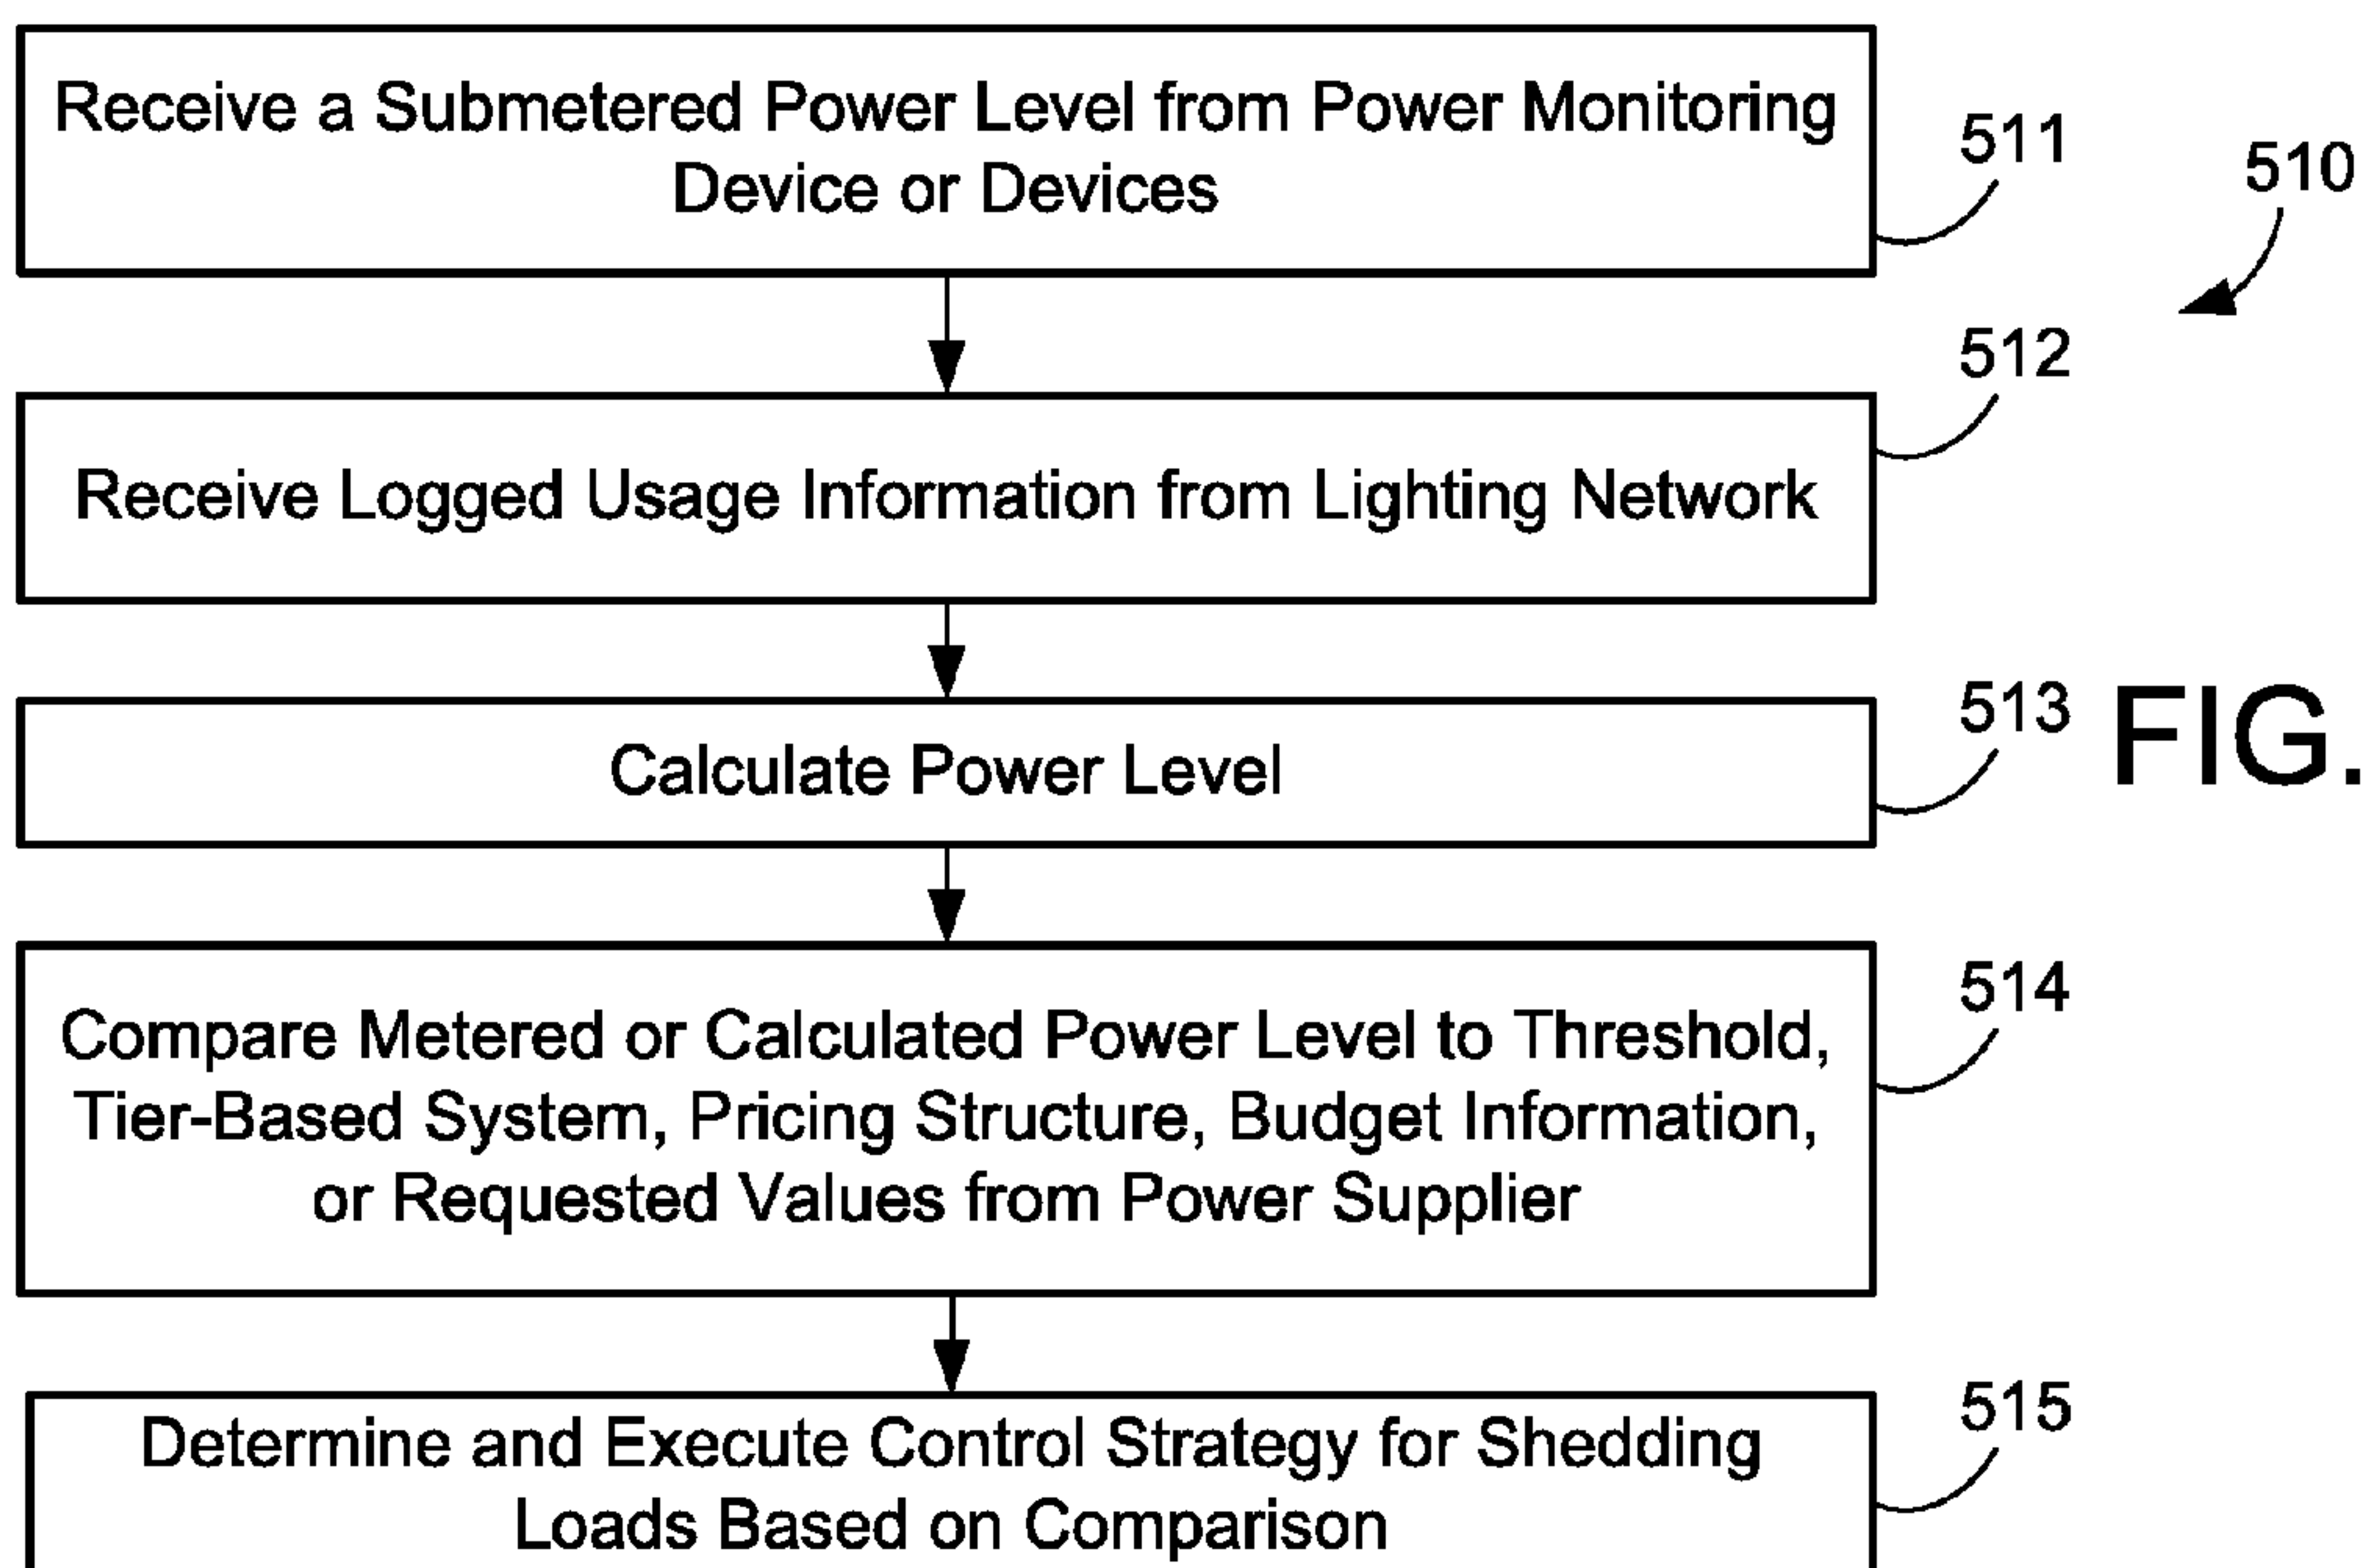 Receive a Submetered Power Level from Power Monitoring
Device or Devices
511
510
512
Receive Logged Usage Information from Lighting Network
513
FIG.
Calculate Power Level
514
Compare Metered or Calculated Power Level to Threshold,
Tier-Based System, Pricing Structure, Budget Information,
or Requested Values from Power Supplier
515
Determine and Execute Control Strategy for Shedding
Loads Based on Comparison